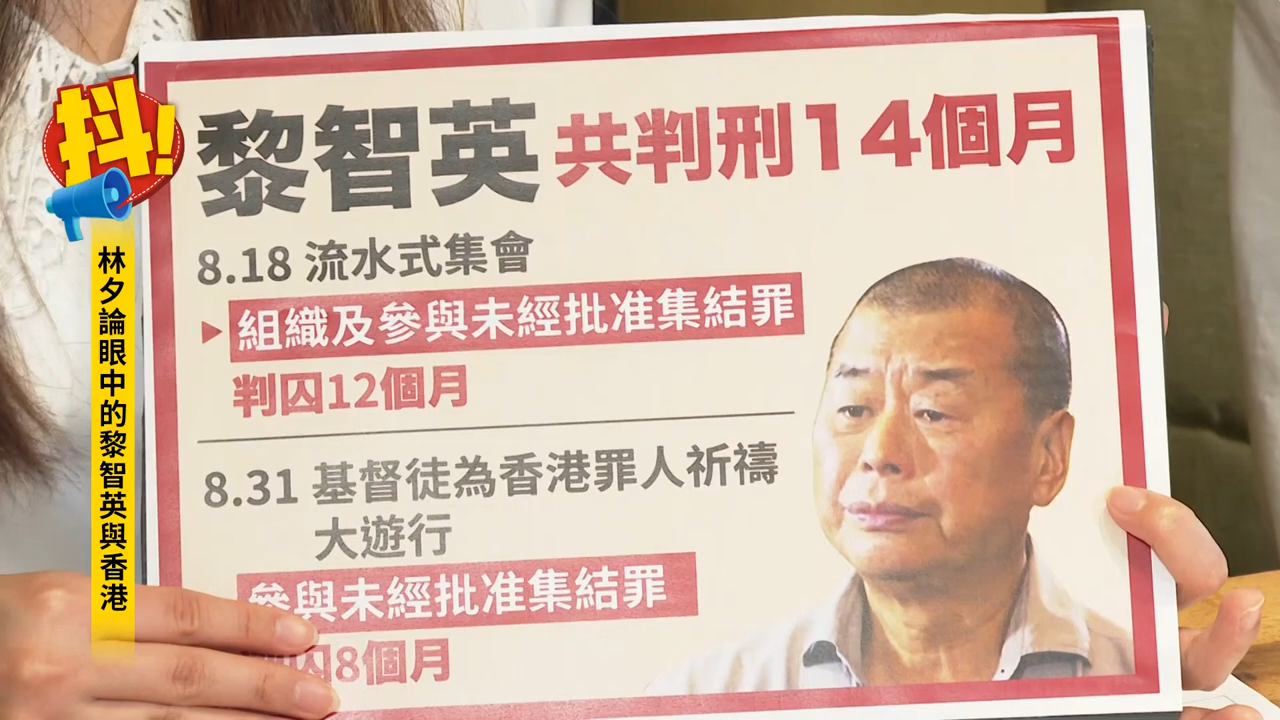 抖!
林夕論眼中的黎智英與香港
黎智英 共判刑14個月
8.18 流水式集會
組織及參與未經批准集結罪
判囚12個月
8.31 基督徒為香港罪人祈禱
大遊行
參與未經批准集結罪
判囚8個月